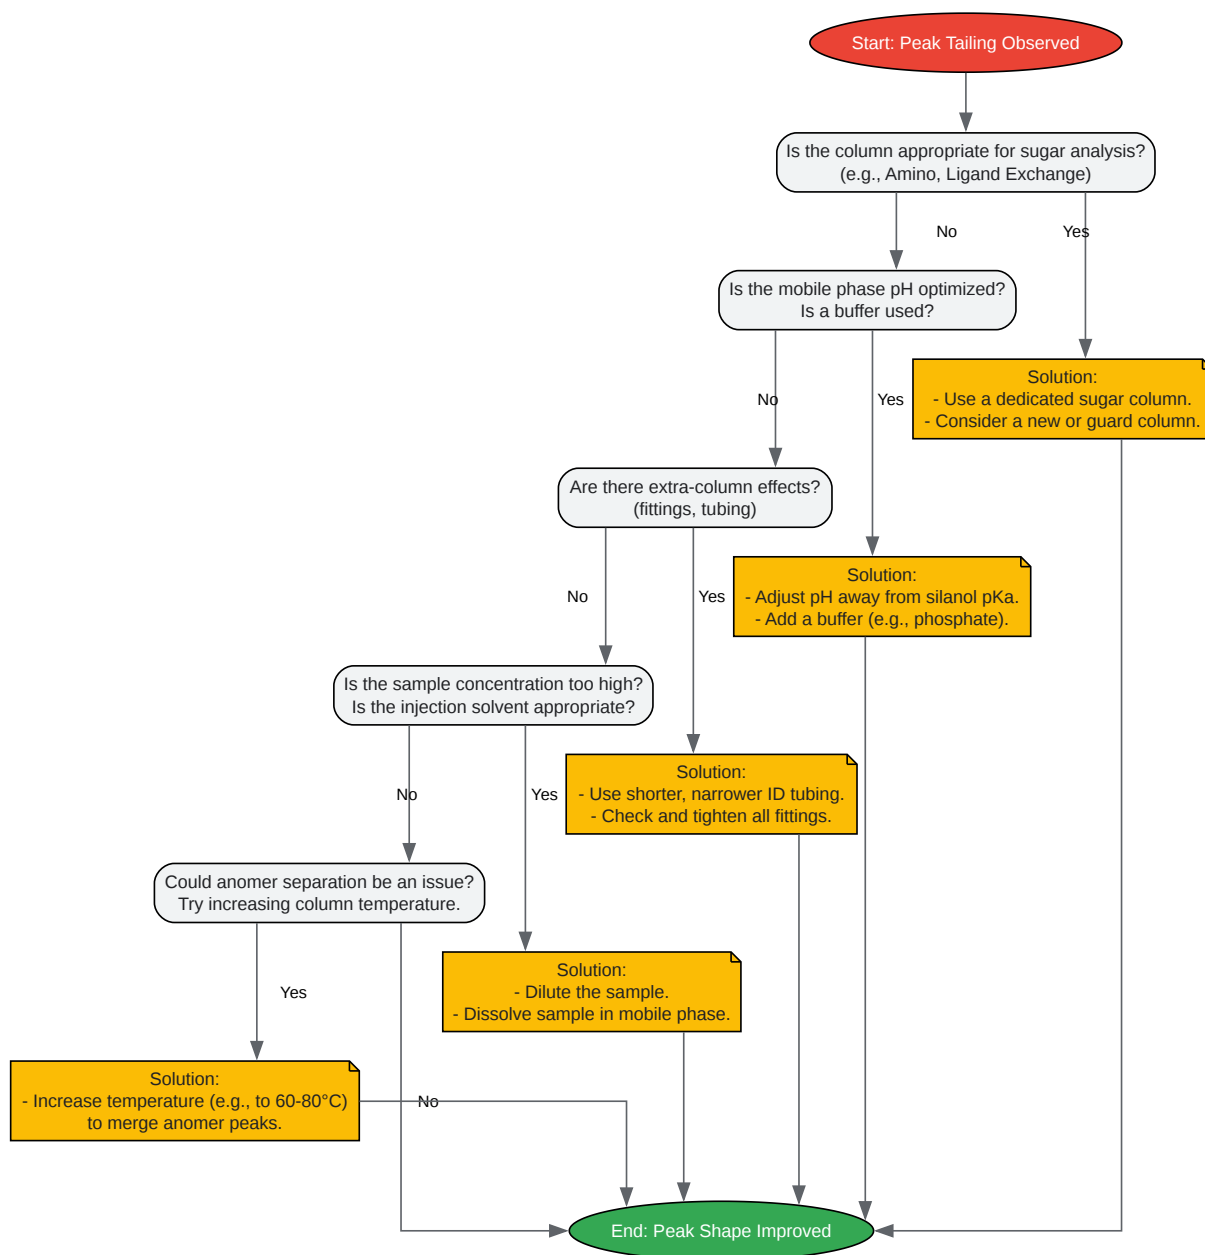 Start: Peak Tailing Observed
Is the column appropriate for sugar analysis?
(e.g., Amino, Ligand Exchange)
No
Yes
Is the mobile phase pH optimized?
Is a buffer used?
Solution:
- Use a dedicated sugar column.
- Consider a new or guard column.
No
Yes
Are there extra-column effects?
(fittings, tubing)
Solution:
- Adjust pH away from silanol pKa.
- Add a buffer (e.g., phosphate).
No
Yes
Is the sample concentration too high?
Is the injection solvent appropriate?
Solution:
- Use shorter, narrower ID tubing.
- Check and tighten all fittings.
No
Yes
Could anomer separation be an issue?
Try increasing column temperature.
Solution:
- Dilute the sample.
- Dissolve sample in mobile phase.
Yes
Solution:
- Increase temperature (e.g., to 60-80°C)
to merge anomer peaks.
No
End: Peak Shape Improved